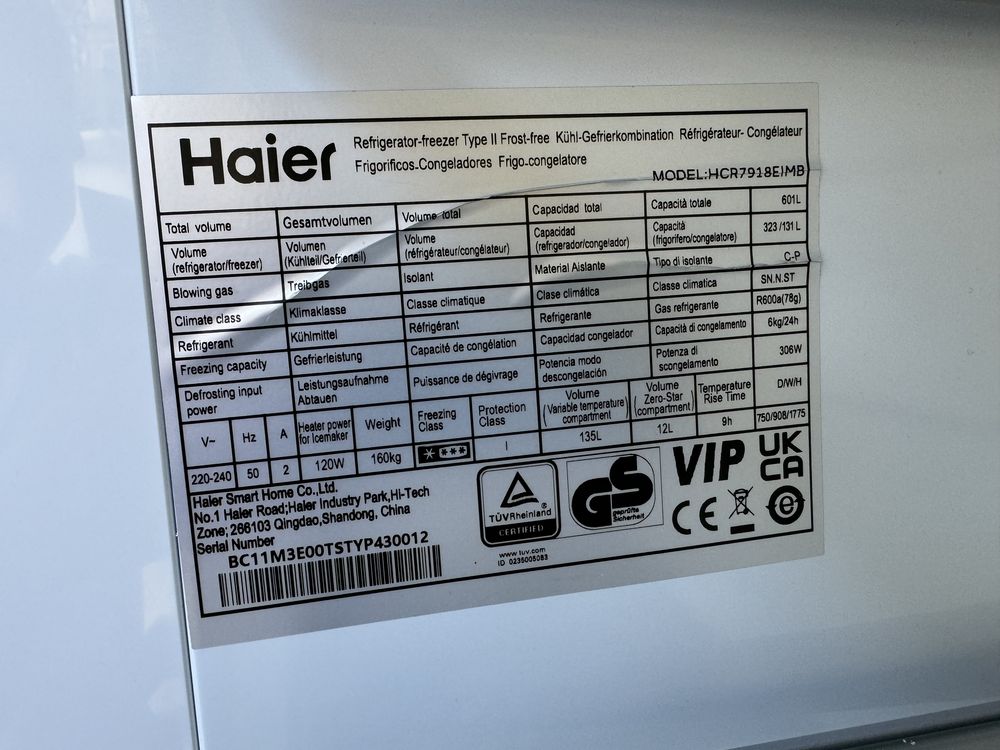 Haier
Refrigerator-freezer Type II Frost-free Kühl-Gefrierkombination Réfrigérateur- Congélateur
Frigorificos-Congeladores Frigo-congelatore
MODEL:HCR7918EIMB
Total volume Gesamtvolumen Volume total Capacidad total Capacità totale 601L
Volume (refrigerator/freezer) Volumen (Kühlteil/Gefrierteil) Volume (réfrigérateur/congélateur) Capacidad (refrigerador/congelador) Capacità (frigorifero/congelatore) 323/131 L
Blowing gas Treibgas Isolant Material Aislante Tipo di isolante C-P
Climate class Klimaklasse Classe climatique Clase climática Classe climatica SN.N.ST
Refrigerant Kühlmittel Réfrigérant Refrigerante Gas refrigerante R600a(78g)
Freezing capacity Gefrierleistung Capacité de congélation Capacidad congelador Capacità di congelamento 6kg/24h
Defrosting input power Leistungsaufnahme Abtauen Puissance de dégivrage Potencia modo descongelación Potenza di scongelamento 306W
V~ Hz A Heater power for Icemaker Weight Freezing Class Protection Class Volume (Variable temperature compartment) Volume Zero-Star (compartment) Temperature Rise Time D/W/H
220-240 50 2 120W 160kg I 135L 12L 9h 750/908/1775
Haier Smart Home Co.,Ltd.
No.1 Haier Road;Haier Industry Park,Hi-Tech
Zone; 266103 Qingdao,Shandong, China
Serial Number
BC11M3E00TSTYP430012
TÜVRheinland ®
CERTIFIED
www.tuv.com
ID 0235005083
GS
geprüfte
Sicherheit
VIP
UK
CA
CE